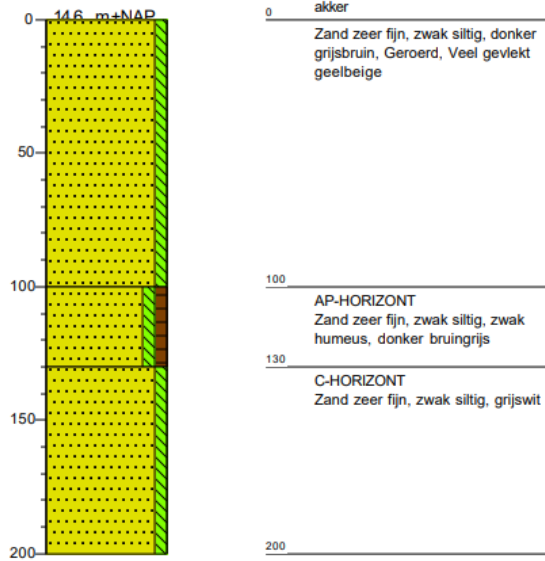 0
14.6 m+NAP
50
100
150
200
0
akker
Zand zeer fijn, zwak siltig, donker
grijsbruin, Geroerd, Veel gevlekt
geelbeige
100
AP-HORIZONT
Zand zeer fijn, zwak siltig, zwak
humeus, donker bruingrijs
130
C-HORIZONT
Zand zeer fijn, zwak siltig, grijswit
200